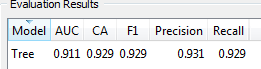 Evaluation Results
Model AUC CA F1 Precision Recall
Tree 0.911 0.929 0.929 0.931 0.929